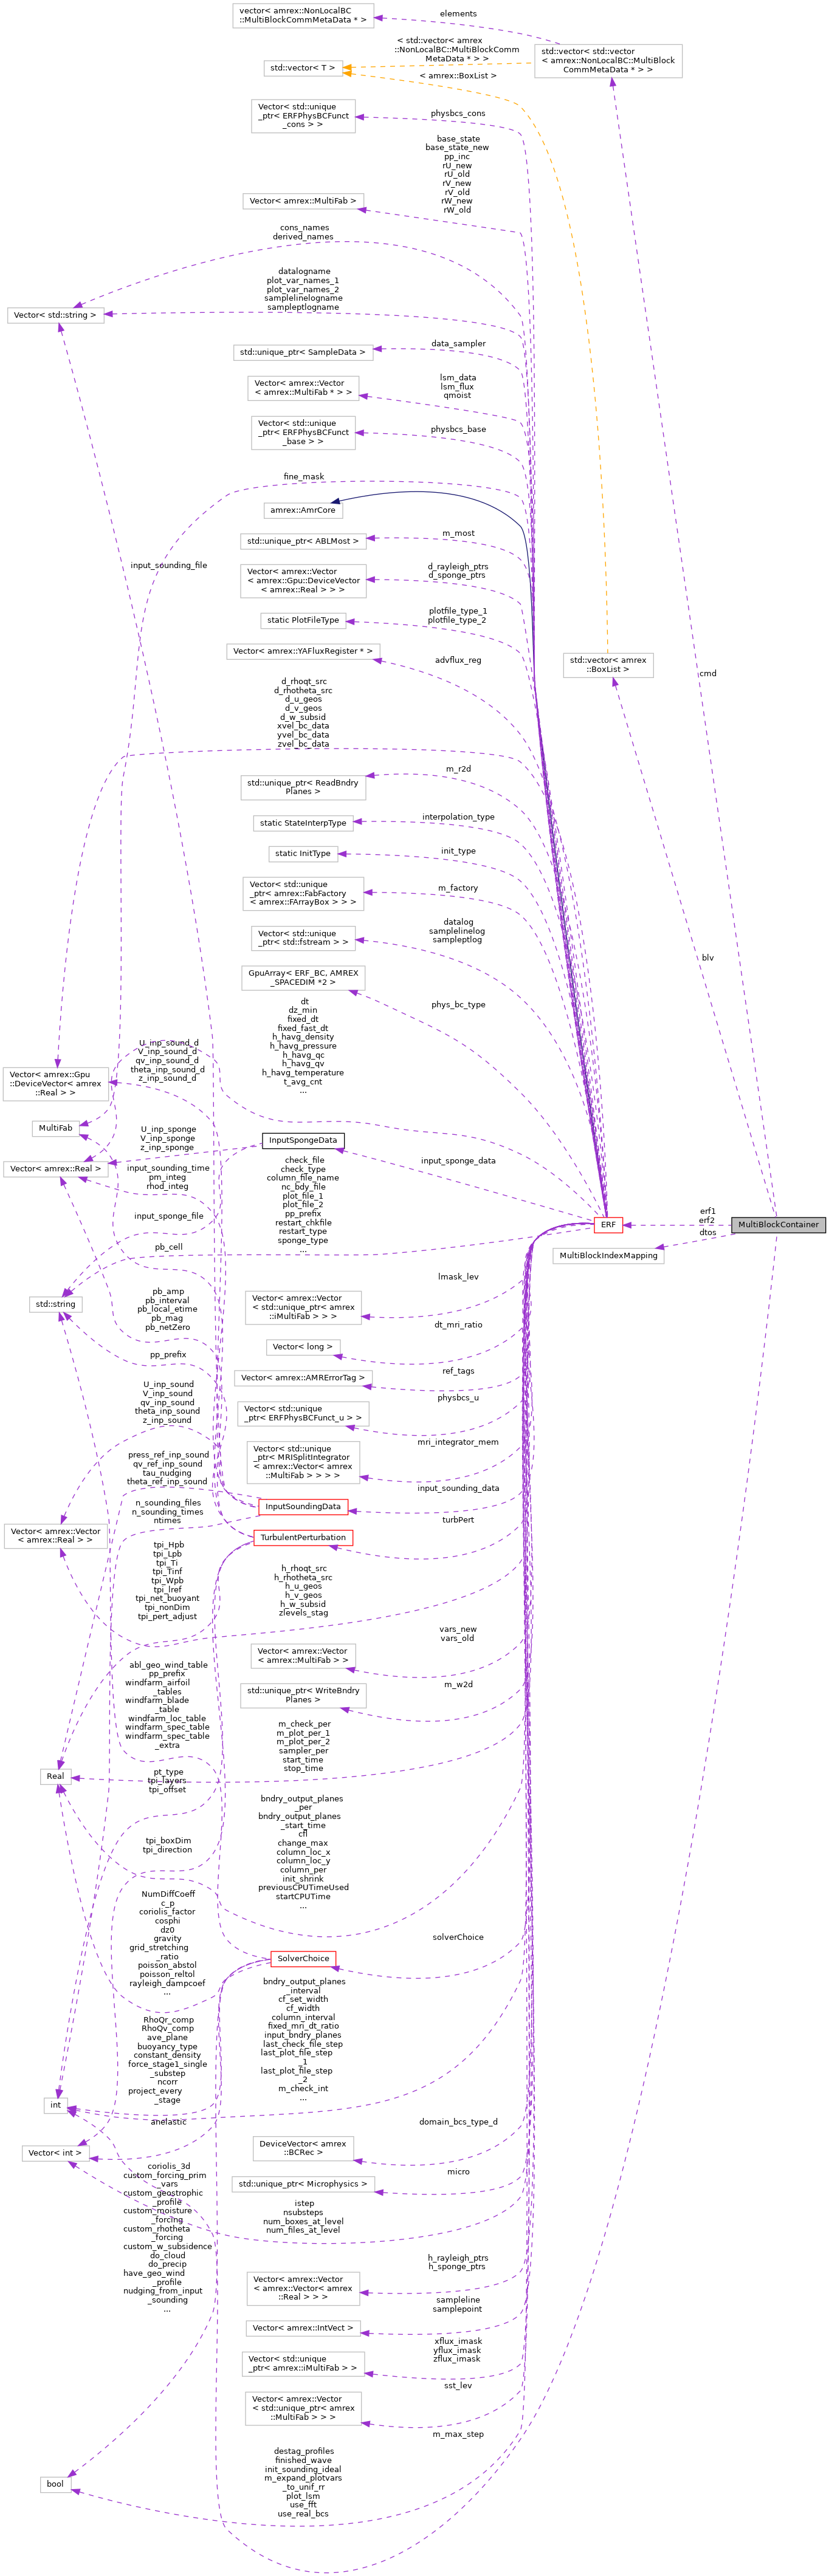 vector< amrex::NonLocalBC
::MultiBlockCommMetaData * >
elements
< std::vector< amrex
::NonLocalBC::MultiBlockComm
MetaData * > >
std::vector< T >
< amrex::BoxList >
std::vector< std::vector
< amrex::NonLocalBC::MultiBlock
CommMetaData * > >
Vector< std::unique
_ptr< ERFPhysBCFunct
_cons > >
physbcs_cons
base_state
base_state_new
pp_inc
rU_new
rU_old
rV_new
rV_old
rW_new
rW_old
Vector< amrex::MultiFab >
cons_names
derived_names
datalogname
plot_var_names_1
plot_var_names_2
samplelinelogname
sampleptlogname
Vector< std::string >
std::unique_ptr< SampleData >
data_sampler
Vector< amrex::Vector
< amrex::MultiFab * > >
lsm_data
lsm_flux
qmoist
Vector< std::unique
_ptr< ERFPhysBCFunct
_base > >
physbcs_base
fine_mask
amrex::AmrCore
std::unique_ptr< ABLMost >
m_most
input_sounding_file
Vector< amrex::Vector
< amrex::Gpu::DeviceVector
< amrex::Real > > >
d_rayleigh_ptrs
d_sponge_ptrs
static PlotFileType
plotfile_type_1
plotfile_type_2
Vector< amrex::YAFluxRegister * >
advflux_reg
std::vector< amrex
::BoxList >
cmd
d_rhoqt_src
d_rhotheta_src
d_u_geos
d_v_geos
d_w_subsid
xvel_bc_data
yvel_bc_data
zvel_bc_data
std::unique_ptr< ReadBndry
Planes >
m_r2d
static StateInterpType
interpolation_type
static InitType
init_type
Vector< std::unique
_ptr< amrex::FabFactory
< amrex::FArrayBox > > >
m_factory
Vector< std::unique
_ptr< std::fstream > >
datalog
samplelinelog
sampleptlog
blv
GpuArray< ERF_BC, AMREX
_SPACEDIM *2 >
phys_bc_type
dt
dz_min
fixed_dt
fixed_fast_dt
h_havg_density
h_havg_pressure
h_havg_qc
h_havg_qv
h_havg_temperature
t_avg_cnt
...
U_inp_sound_d
V_inp_sound_d
qv_inp_sound_d
theta_inp_sound_d
z_inp_sound_d
Vector< amrex::Gpu
::DeviceVector< amrex
::Real > >
MultiFab
Vector< amrex::Real >
U_inp_sponge
V_inp_sponge
z_inp_sponge
InputSpongeData
input_sponge_data
input_sounding_time
pm_integ
rhod_integ
check_file
check_type
column_file_name
nc_bdy_file
plot_file_1
plot_file_2
pp_prefix
restart_chkfile
restart_type
sponge_type
...
input_sponge_file
ERF
erf1
erf2
dtos
MultiBlockContainer
MultiBlockIndexMapping
pb_cell
std::string
pb_amp
pb_interval
pb_local_etime
pb_mag
pb_netZero
pp_prefix
Vector< amrex::Vector
< std::unique_ptr< amrex
::iMultiFab > > >
lmask_lev
Vector< long >
dt_mri_ratio
Vector< amrex::AMRErrorTag >
ref_tags
Vector< std::unique
_ptr< ERFPhysBCFunct_u > >
physbcs_u
U_inp_sound
V_inp_sound
qv_inp_sound
theta_inp_sound
z_inp_sound
Vector< std::unique
_ptr< MRISplitIntegrator
< amrex::Vector< amrex
::MultiFab > > > >
mri_integrator_mem
press_ref_inp_sound
qv_ref_inp_sound
tau_nudging
theta_ref_inp_sound
input_sounding_data
InputSoundingData
n_sounding_files
n_sounding_times
ntimes
turbPert
TurbulentPerturbation
Vector< amrex::Vector
< amrex::Real > >
tpi_Hpb
tpi_Lpb
tpi_Ti
tpi_Tinf
tpi_Wpb
tpi_lref
tpi_net_buoyant
tpi_nonDim
tpi_pert_adjust
h_rhoqt_src
h_rhotheta_src
h_u_geos
h_v_geos
h_w_subsid
zlevels_stag
Vector< amrex::Vector
< amrex::MultiFab > >
vars_new
vars_old
std::unique_ptr< WriteBndry
Planes >
m_w2d
abl_geo_wind_table
pp_prefix
windfarm_airfoil
_tables
windfarm_blade
_table
windfarm_loc_table
windfarm_spec_table
windfarm_spec_table
_extra
m_check_per
m_plot_per_1
m_plot_per_2
sampler_per
start_time
stop_time
Real
pt_type
tpi_layers
tpi_offset
bndry_output_planes
_per
bndry_output_planes
_start_time
cfl
change_max
column_loc_x
column_loc_y
column_per
init_shrink
previousCPUTimeUsed
startCPUTime
...
tpi_boxDim
tpi_direction
NumDiffCoeff
c_p
coriolis_factor
cosphi
dz0
gravity
grid_stretching
_ratio
poisson_abstol
poisson_reltol
rayleigh_dampcoef
...
solverChoice
SolverChoice
bndry_output_planes
_interval
cf_set_width
cf_width
column_interval
fixed_mri_dt_ratio
input_bndry_planes
last_check_file_step
last_plot_file_step
_1
last_plot_file_step
_2
m_check_int
...
RhoQr_comp
RhoQv_comp
ave_plane
buoyancy_type
constant_density
force_stage1_single
_substep
ncorr
project_every
_stage
int
anelastic
Vector< int >
DeviceVector< amrex
::BCRec >
domain_bcs_type_d
std::unique_ptr< Microphysics >
micro
coriolis_3d
custom_forcing_prim
_vars
custom_geostrophic
_profile
custom_moisture
_forcing
custom_rhotheta
_forcing
custom_w_subsidence
do_cloud
do_precip
have_geo_wind
_profile
nudging_from_input
_sounding
...
istep
nsubsteps
num_boxes_at_level
num_files_at_level
Vector< amrex::Vector
< amrex::Vector< amrex
::Real > > >
h_rayleigh_ptrs
h_sponge_ptrs
Vector< amrex::IntVect >
sampleline
samplepoint
Vector< std::unique
_ptr< amrex::iMultiFab > >
xflux_imask
yflux_imask
zflux_imask
Vector< amrex::Vector
< std::unique_ptr< amrex
::MultiFab > > >
sst_lev
m_max_step
bool
destag_profiles
finished_wave
init_sounding_ideal
m_expand_plotvars
_to_unif_rr
plot_lsm
use_fft
use_real_bcs